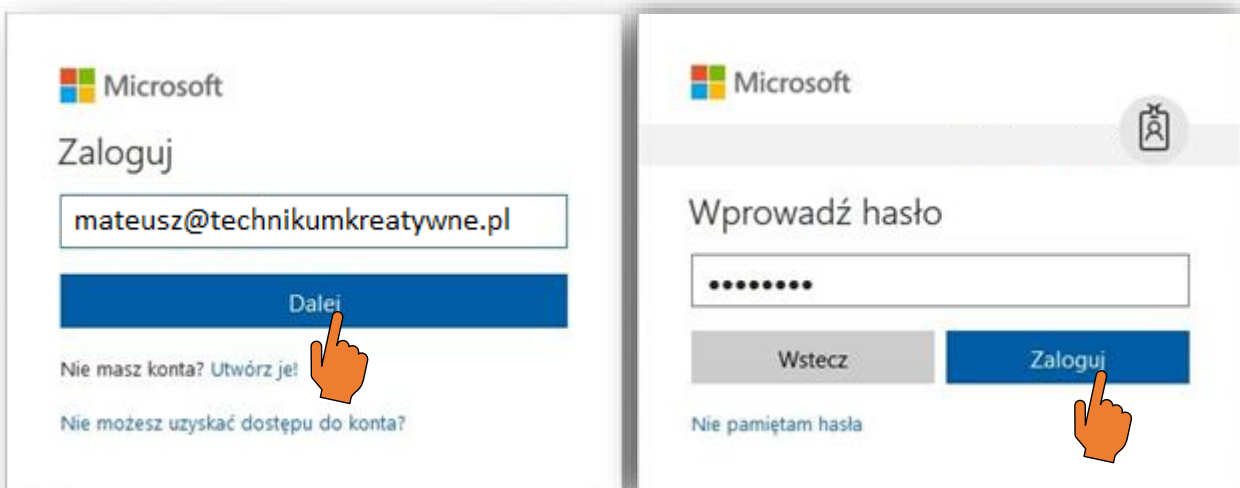 Microsoft
Zaloguj
mateusz@technikumkreatywne.pl
Dalej
Nie masz konta? Utwórz je!
Nie możesz uzyskać dostępu do konta?
Microsoft
Wprowadź hasło
••••••••
Wstecz
Zaloguj
Nie pamiętam hasła